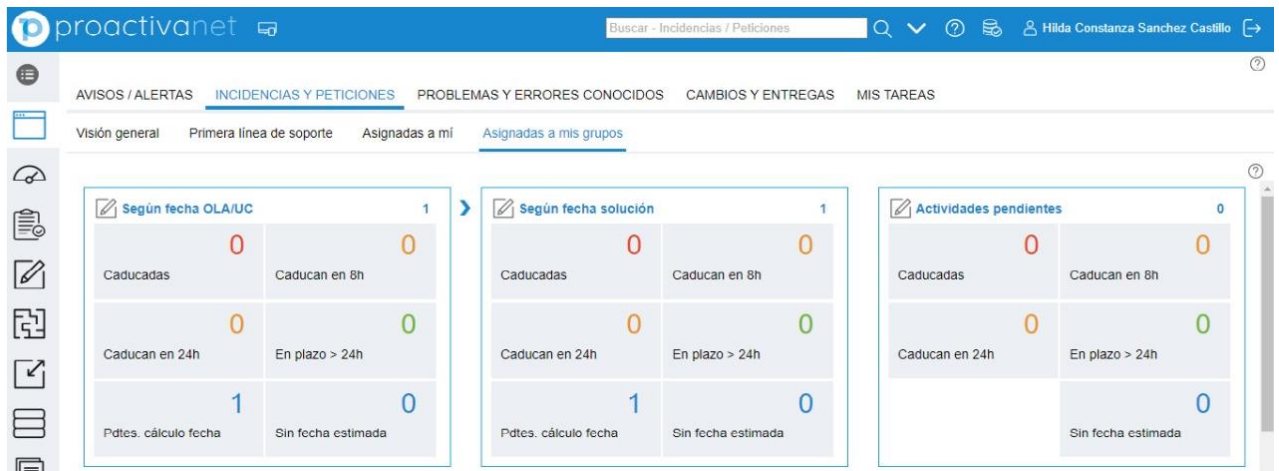 proactivanet
Buscar - Incidencias / Peticiones
Hilda Constanza Sanchez Castillo
AVISOS / ALERTAS INCIDENCIAS Y PETICIONES PROBLEMAS Y ERRORES CONOCIDOS CAMBIOS Y ENTREGAS MIS TAREAS
Visión general Primera línea de soporte Asignadas a mí Asignadas a mis grupos
Según fecha OLA/UC 1
0 0
Caducadas Caducan en 8h
0 0
Caducan en 24h En plazo > 24h
1 0
Pdtes. cálculo fecha Sin fecha estimada
Según fecha solución 1
0 0
Caducadas Caducan en 8h
0 0
Caducan en 24h En plazo > 24h
1 0
Pdtes. cálculo fecha Sin fecha estimada
Actividades pendientes 0
0 0
Caducadas Caducan en 8h
0 0
Caducan en 24h En plazo > 24h
0
Sin fecha estimada